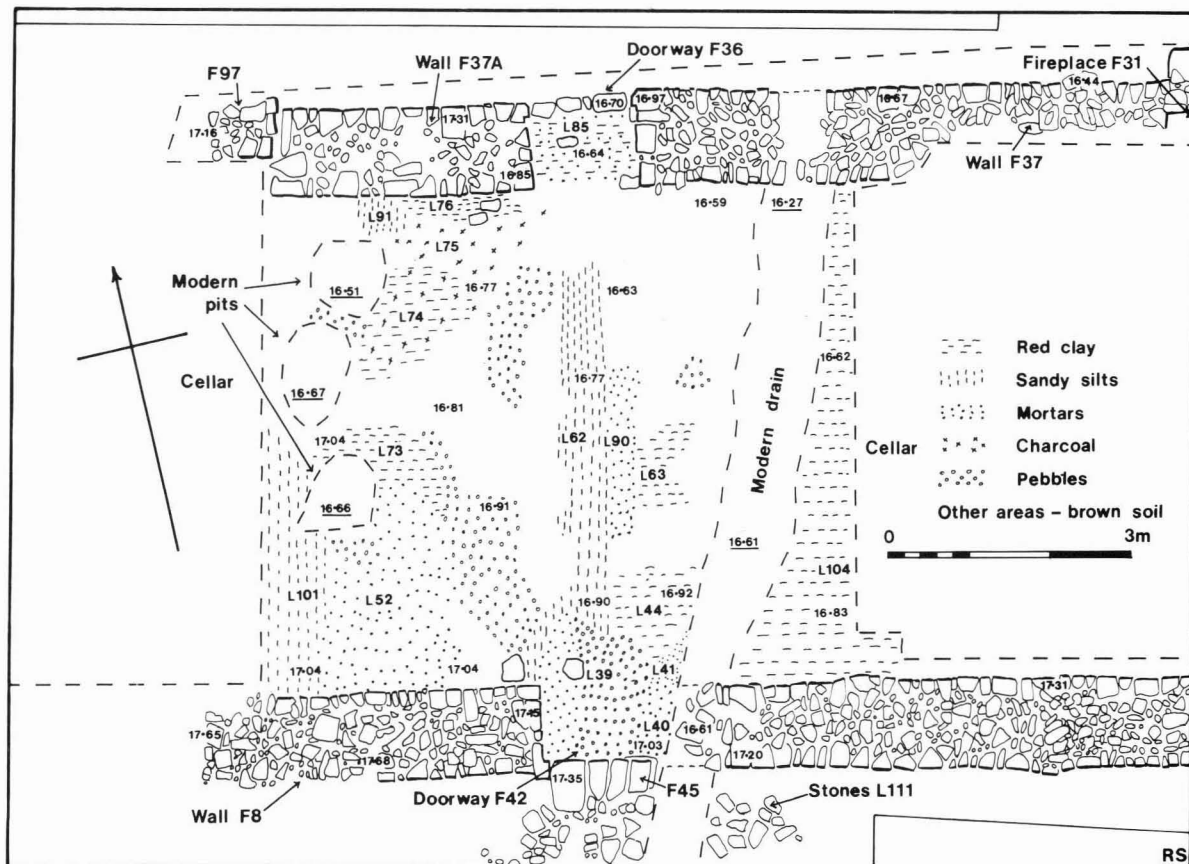 Doorway F36
Wall F37A
Fireplace F31
F97
16·44
16·70
16·97
16·67
17·31
17·16
L85
16·64
Wall F37
16·85
L76
L91
16·59
16·27
L75
Modern
pits
16·51
16·77
16·63
L74
Red clay
16·62
Sandy silts
Cellar
16·67
16·77
Mortars
16·81
L62
L90
Modern drain
Cellar
Charcoal
17·04
L73
L63
Pebbles
16·66
16·91
Other areas – brown soil
0
3m
16·61
L101
L52
16·90
16·92
L104
L44
16·83
17·04
17·04
L39
L41
17·31
17·15
L40
16·61
17·65
17·03
17·20
17·68
17·35
Wall F8
Doorway F42
F45
Stones L111
RS